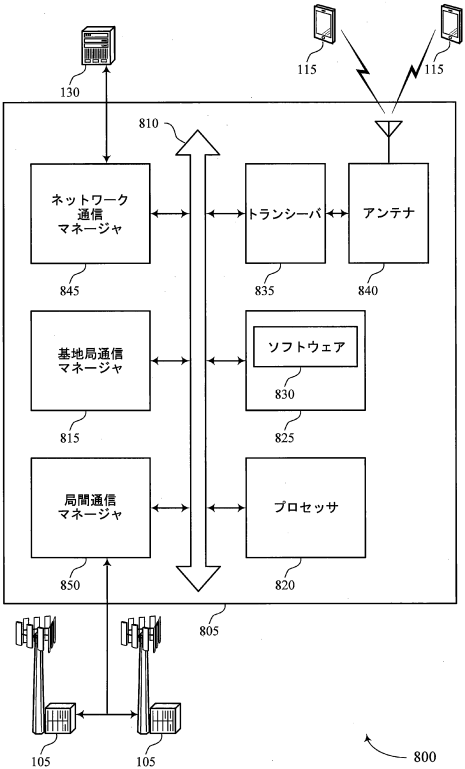 130
115
115
810
ネットワーク
通信
マネージャ
845
トランシーバ
835
アンテナ
840
基地局通信
マネージャ
815
ソフトウェア
830
825
局間通信
マネージャ
850
プロセッサ
820
805
105
105
800